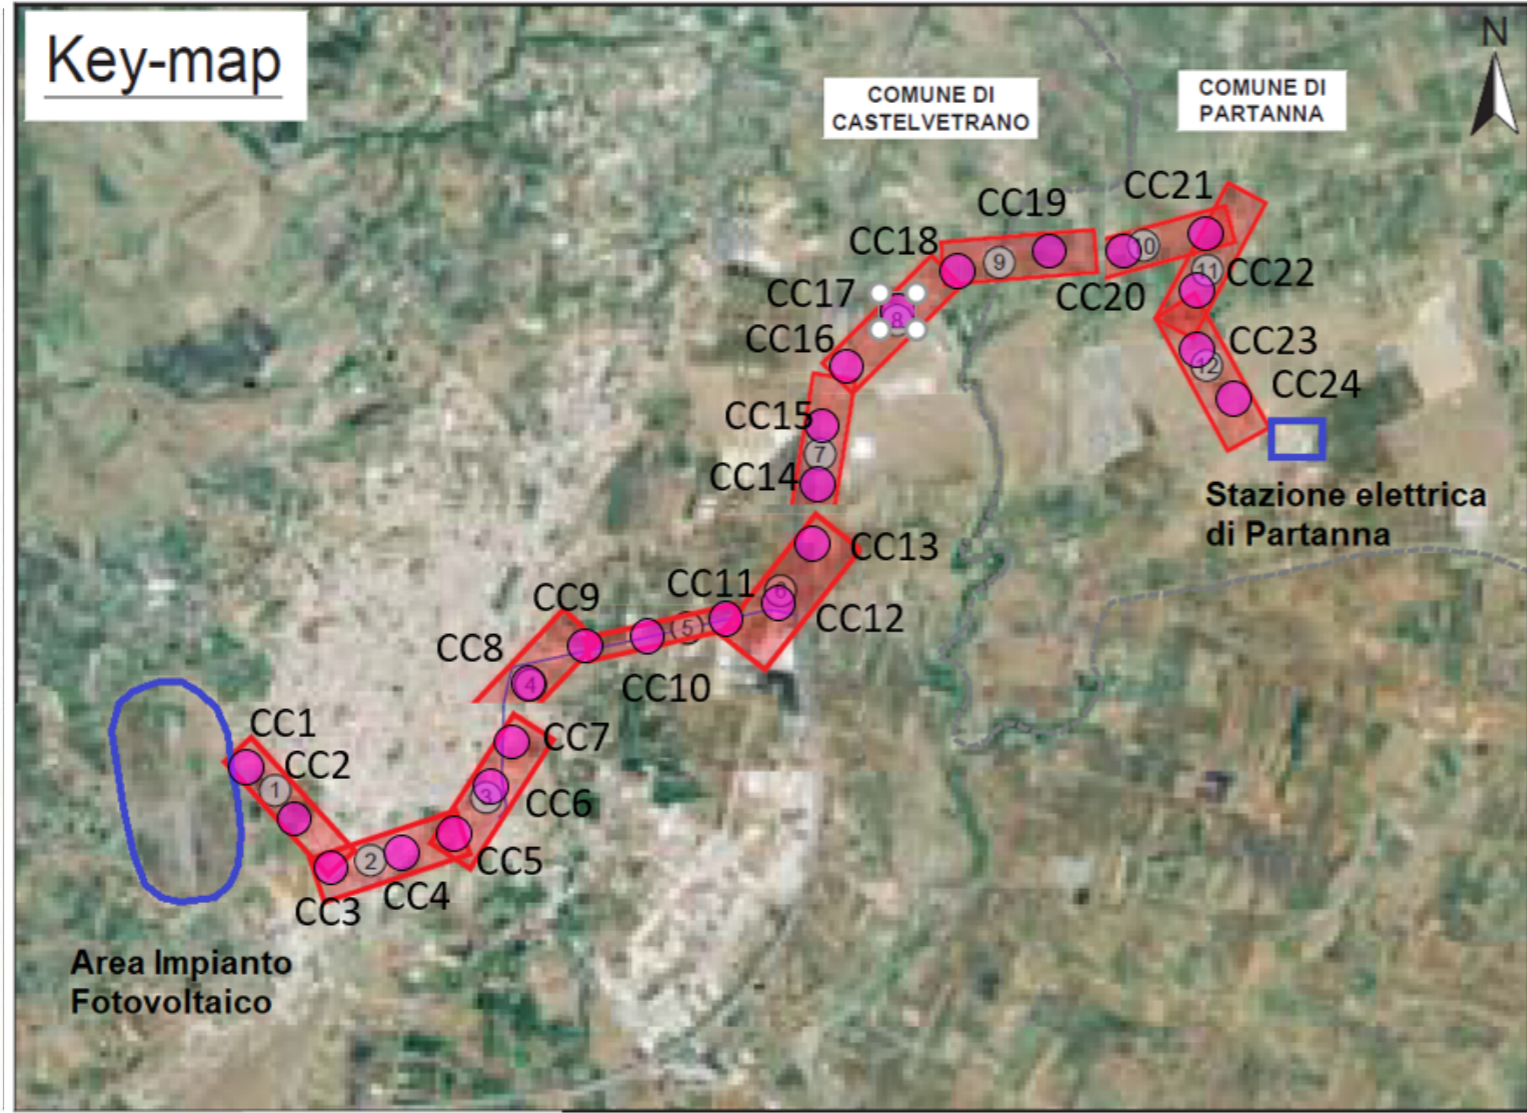 Key-map
N
COMUNE DI
CASTELVETRANO
COMUNE DI
PARTANNA
CC21
CC19
CC18
10
9
11
CC22
CC17
CC20
8
CC16
CC23
12
CC24
CC15
7
CC14
Stazione elettrica
di Partanna
CC13
CC11
6
CC9
CC12
5
CC8
4
CC10
CC1
CC7
CC2
1
3
CC6
2
CC5
CC4
CC3
Area Impianto
Fotovoltaico